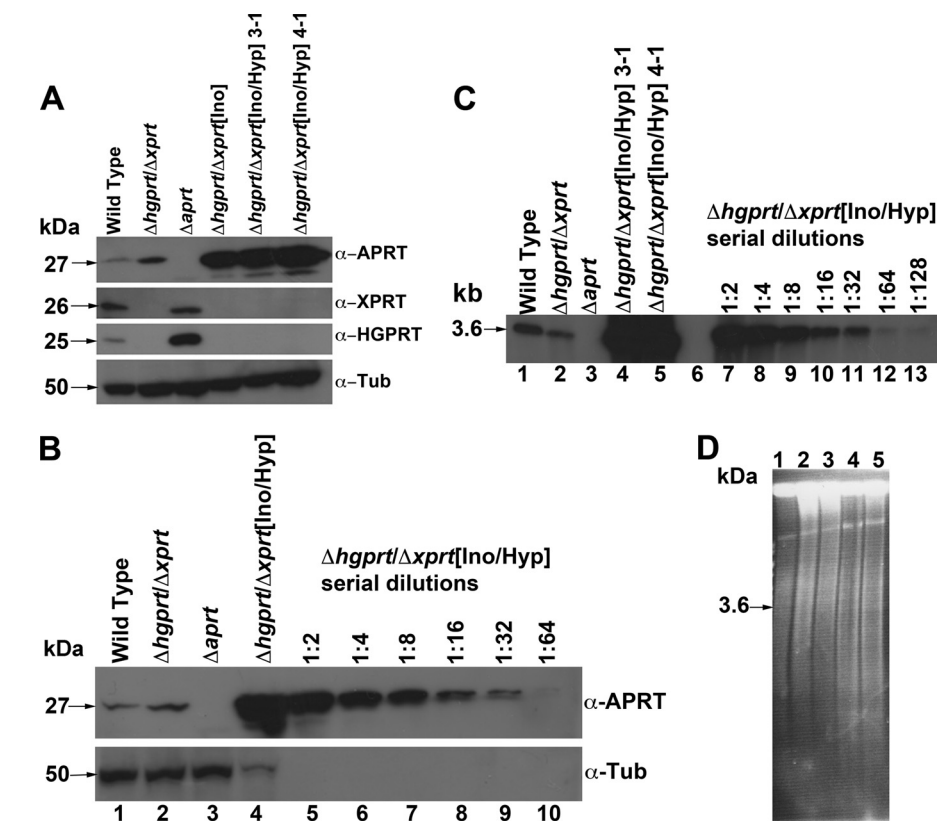 A
Wild Type
Δhgprt/Δxprt
Δaprt
Δhgprt/Δxprt[Ino]
Δhgprt/Δxprt[Ino/Hyp] 3-1
Δhgprt/Δxprt[Ino/Hyp] 4-1
kDa
27
α–APRT
26
α–XPRT
25
α–HGPRT
50
α–Tub
B
Wild Type
Δhgprt/Δxprt
Δaprt
Δhgprt/Δxprt[Ino/Hyp]
Δhgprt/Δxprt[Ino/Hyp]
serial dilutions
1:2 1:4 1:8 1:16 1:32 1:64
kDa
27
α-APRT
50
α-Tub
1 2 3 4 5 6 7 8 9 10
C
Wild Type
Δhgprt/Δxprt
Δaprt
Δhgprt/Δxprt[Ino/Hyp] 3-1
Δhgprt/Δxprt[Ino/Hyp] 4-1
Δhgprt/Δxprt[Ino/Hyp]
serial dilutions
1:2 1:4 1:8 1:16 1:32 1:64 1:128
kb
3.6
1 2 3 4 5 6 7 8 9 10 11 12 13
D
1 2 3 4 5
kDa
3.6